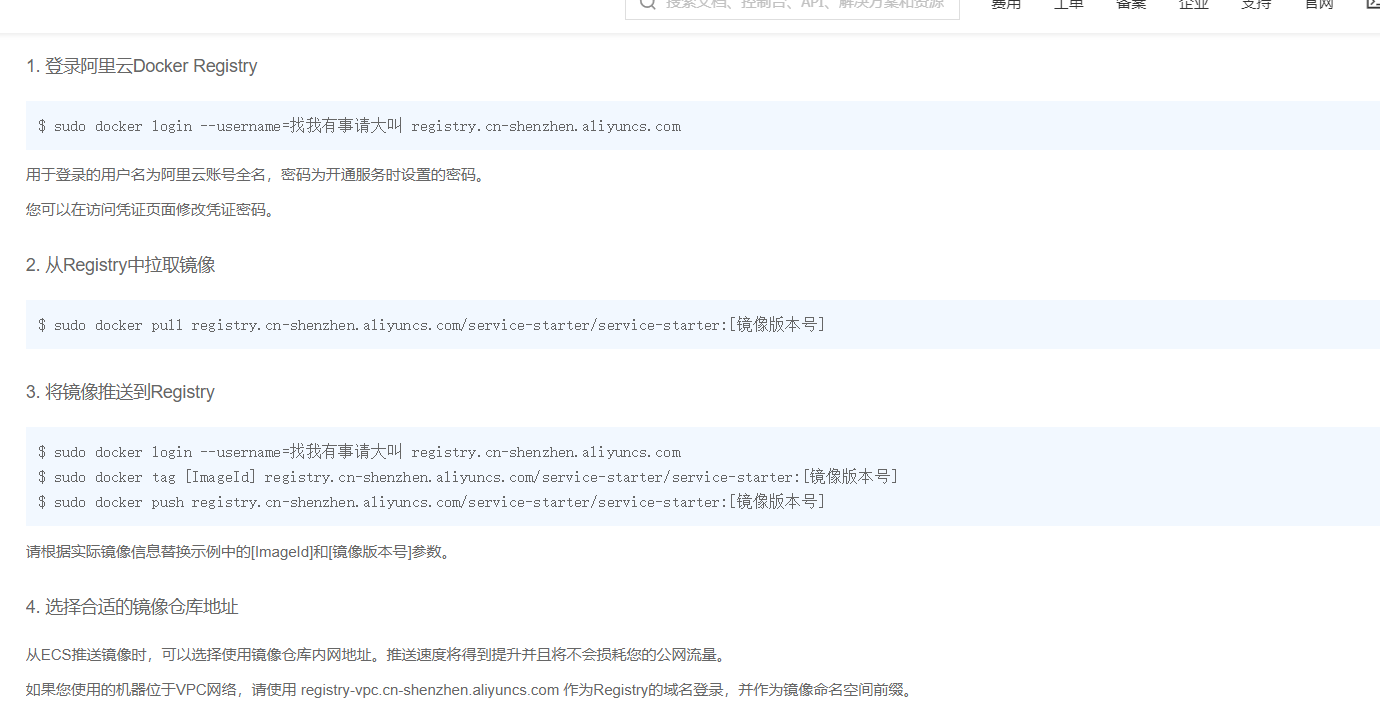 搜索文档、控制台、API、解决方案和资源 费用 工单 备案 企业 支持 官网
1. 登录阿里云Docker Registry
$ sudo docker login --username=找我有事请大叫 registry.cn-shenzhen.aliyuncs.com
用于登录的用户名为阿里云账号全名，密码为开通服务时设置的密码。
您可以在访问凭证页面修改凭证密码。
2. 从Registry中拉取镜像
$ sudo docker pull registry.cn-shenzhen.aliyuncs.com/service-starter/service-starter:[镜像版本号]
3. 将镜像推送到Registry
$ sudo docker login --username=找我有事请大叫 registry.cn-shenzhen.aliyuncs.com
$ sudo docker tag [ImageId] registry.cn-shenzhen.aliyuncs.com/service-starter/service-starter:[镜像版本号]
$ sudo docker push registry.cn-shenzhen.aliyuncs.com/service-starter/service-starter:[镜像版本号]
请根据实际镜像信息替换示例中的[ImageId]和[镜像版本号]参数。
4. 选择合适的镜像仓库地址
从ECS推送镜像时，可以选择使用镜像仓库内网地址。推送速度将得到提升并且将不会损耗您的公网流量。
如果您使用的机器位于VPC网络，请使用 registry-vpc.cn-shenzhen.aliyuncs.com 作为Registry的域名登录，并作为镜像命名空间前缀。